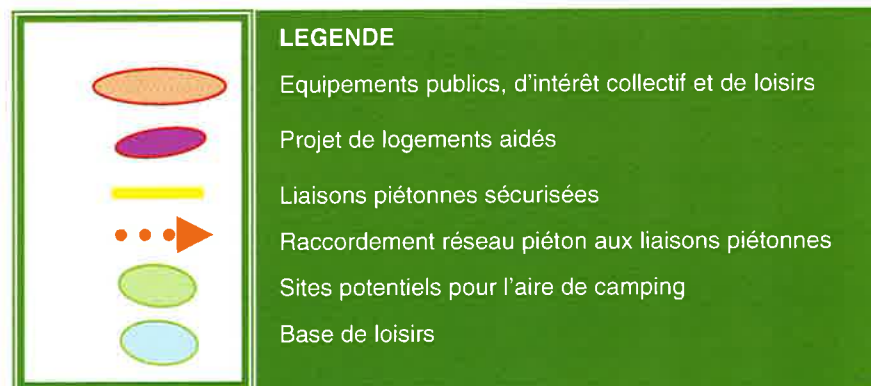 LEGENDE
Equipements publics, d'intérêt collectif et de loisirs
Projet de logements aidés
Liaisons piétonnes sécurisées
Raccordement réseau piéton aux liaisons piétonnes
Sites potentiels pour l'aire de camping
Base de loisirs